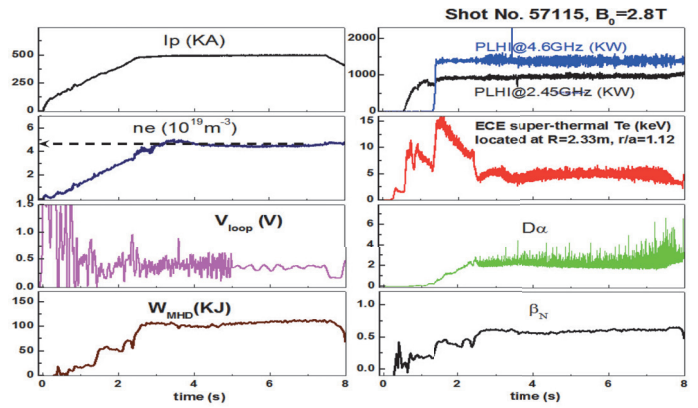 Shot No. 57115, B0=2.8T
Ip (KA)
500
250
0
ne (10^19 m^-3)
6
4
2
0
Vloop (V)
1.5
1.0
0.5
0.0
WMHD (KJ)
150
100
50
0
0 2 4 6 8
time (s)
PLHI@4.6GHz (KW)
PLHI@2.45GHz (KW)
2000
1000
0
ECE super-thermal Te (keV)
located at R=2.33m, r/a=1.12
15
10
5
0
Dα
6
4
2
0
βN
1.0
0.5
0.0
0 2 4 6 8
time (s)